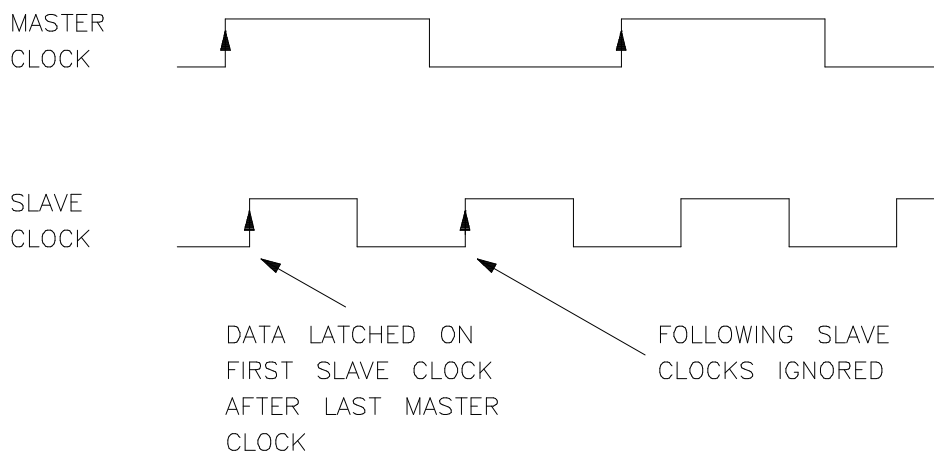 MASTER
CLOCK
SLAVE
CLOCK
DATA LATCHED ON
FIRST SLAVE CLOCK
AFTER LAST MASTER
CLOCK
FOLLOWING SLAVE
CLOCKS IGNORED